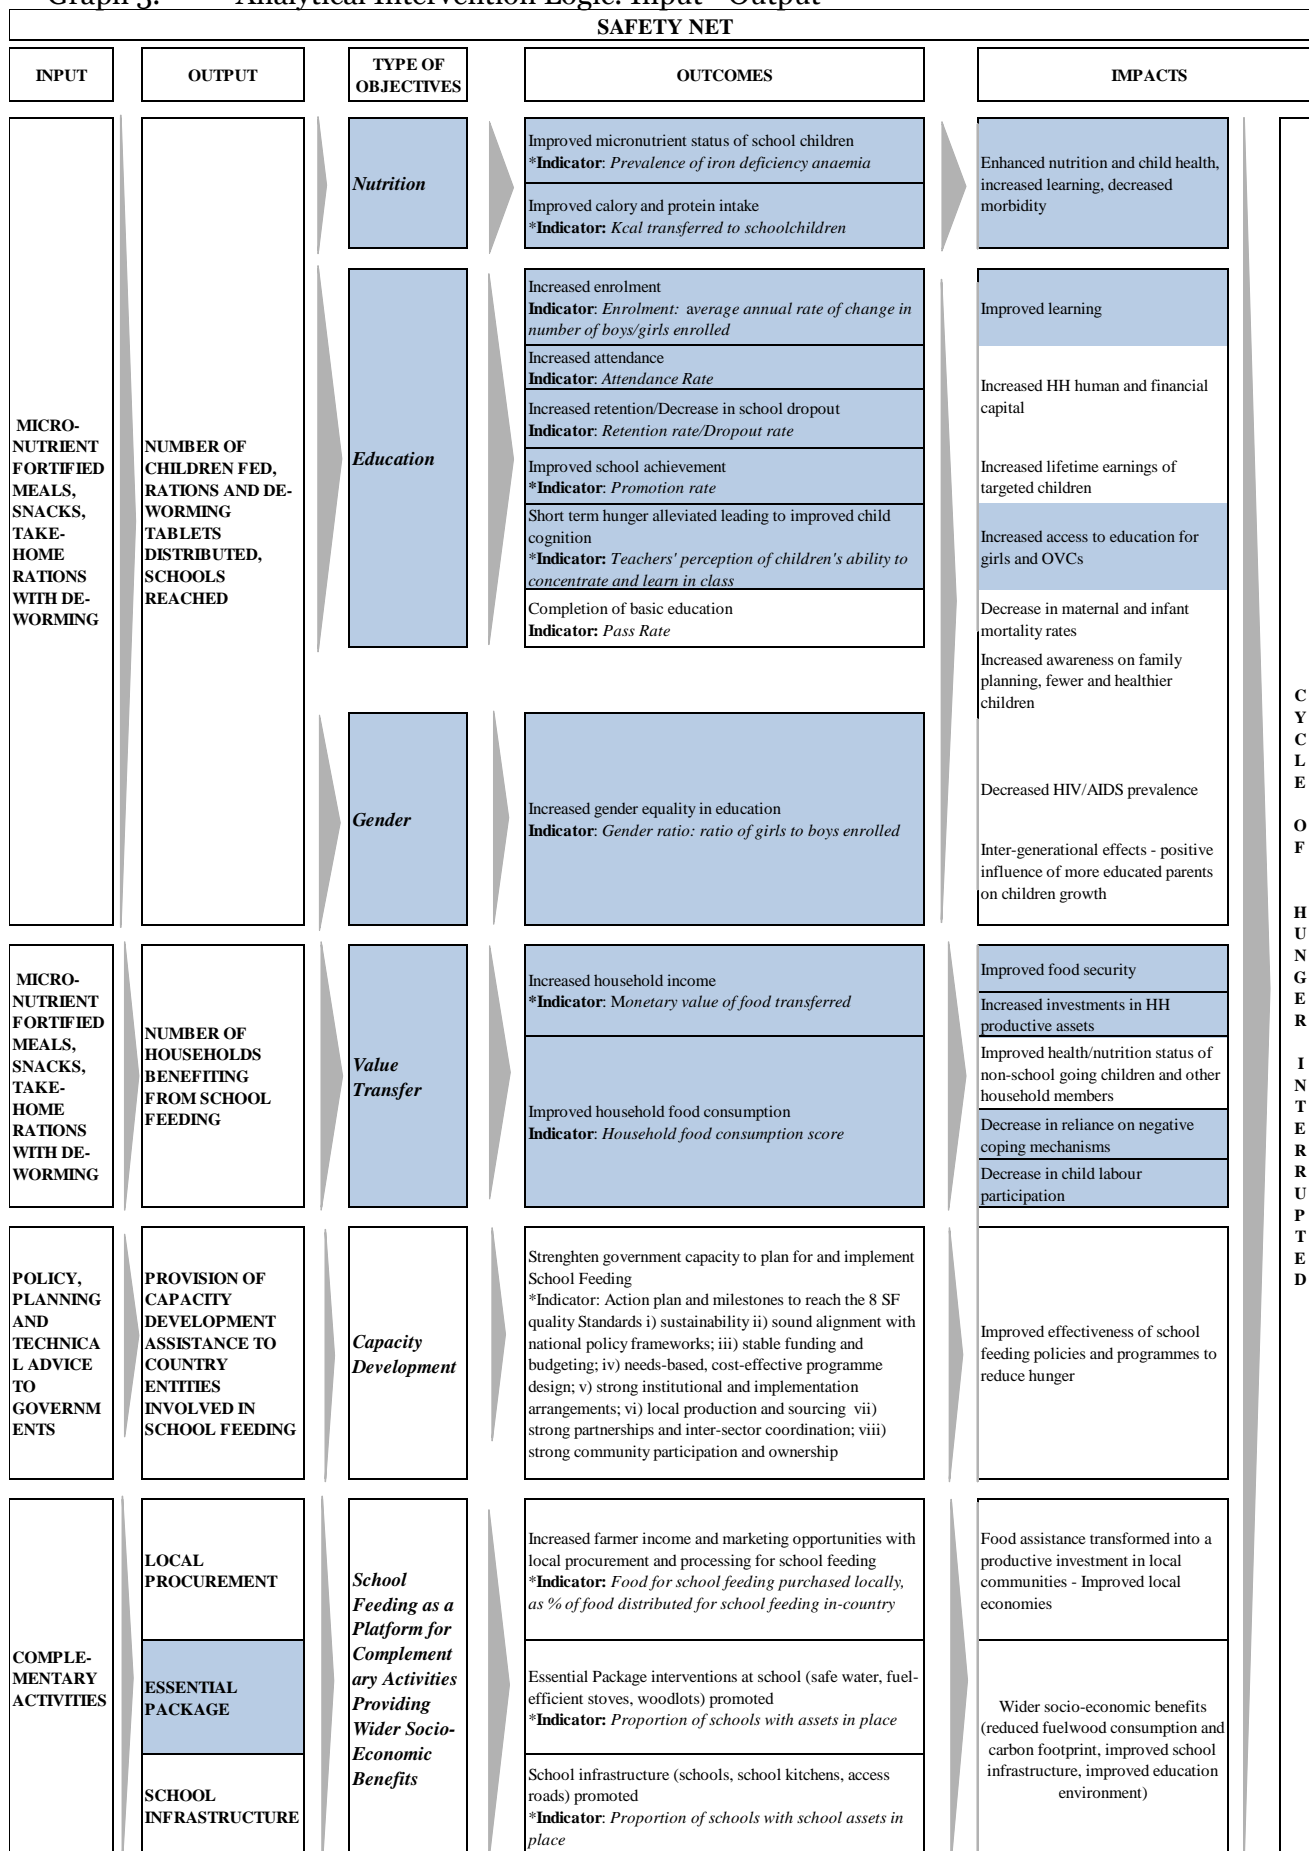 Graph 3. Analytical Intervention Logic: Input - Output
SAFETY NET
INPUT
OUTPUT
TYPE OF
OBJECTIVES
OUTCOMES
IMPACTS
MICRO-
NUTRIENT
FORTIFIED
MEALS,
SNACKS,
TAKE-
HOME
RATIONS
WITH DE-
WORMING
NUMBER OF
CHILDREN FED,
RATIONS AND DE-
WORMING
TABLETS
DISTRIBUTED,
SCHOOLS
REACHED
Nutrition
Improved micronutrient status of school children
*Indicator: Prevalence of iron deficiency anaemia
Improved calory and protein intake
*Indicator: Kcal transferred to schoolchildren
Enhanced nutrition and child health,
increased learning, decreased
morbidity
Education
Increased enrolment
Indicator: Enrolment: average annual rate of change in
number of boys/girls enrolled
Increased attendance
Indicator: Attendance Rate
Increased retention/Decrease in school dropout
Indicator: Retention rate/Dropout rate
Improved school achievement
*Indicator: Promotion rate
Short term hunger alleviated leading to improved child
cognition
*Indicator: Teachers' perception of children's ability to
concentrate and learn in class
Completion of basic education
Indicator: Pass Rate
Improved learning
Increased HH human and financial
capital
Increased lifetime earnings of
targeted children
Increased access to education for
girls and OVCs
Decrease in maternal and infant
mortality rates
Increased awareness on family
planning, fewer and healthier
children
Decreased HIV/AIDS prevalence
Inter-generational effects - positive
influence of more educated parents
on children growth
Gender
Increased gender equality in education
Indicator: Gender ratio: ratio of girls to boys enrolled
MICRO-
NUTRIENT
FORTIFIED
MEALS,
SNACKS,
TAKE-
HOME
RATIONS
WITH DE-
WORMING
NUMBER OF
HOUSEHOLDS
BENEFITING
FROM SCHOOL
FEEDING
Value
Transfer
Increased household income
*Indicator: Monetary value of food transferred
Improved household food consumption
Indicator: Household food consumption score
Improved food security
Increased investments in HH
productive assets
Improved health/nutrition status of
non-school going children and other
household members
Decrease in reliance on negative
coping mechanisms
Decrease in child labour
participation
POLICY,
PLANNING
AND
TECHNICA
L ADVICE
TO
GOVERNM
ENTS
PROVISION OF
CAPACITY
DEVELOPMENT
ASSISTANCE TO
COUNTRY
ENTITIES
INVOLVED IN
SCHOOL FEEDING
Capacity
Development
Strenghten government capacity to plan for and implement
School Feeding
*Indicator: Action plan and milestones to reach the 8 SF
quality Standards i) sustainability ii) sound alignment with
national policy frameworks; iii) stable funding and
budgeting; iv) needs-based, cost-effective programme
design; v) strong institutional and implementation
arrangements; vi) local production and sourcing vii)
strong partnerships and inter-sector coordination; viii)
strong community participation and ownership
Improved effectiveness of school
feeding policies and programmes to
reduce hunger
COMPLE-
MENTARY
ACTIVITIES
LOCAL
PROCUREMENT
ESSENTIAL
PACKAGE
SCHOOL
INFRASTRUCTURE
School
Feeding as a
Platform for
Complement
ary Activities
Providing
Wider Socio-
Economic
Benefits
Increased farmer income and marketing opportunities with
local procurement and processing for school feeding
*Indicator: Food for school feeding purchased locally,
as % of food distributed for school feeding in-country
Essential Package interventions at school (safe water, fuel-
efficient stoves, woodlots) promoted
*Indicator: Proportion of schools with assets in place
School infrastructure (schools, school kitchens, access
roads) promoted
*Indicator: Proportion of schools with school assets in
place
Food assistance transformed into a
productive investment in local
communities - Improved local
economies
Wider socio-economic benefits
(reduced fuelwood consumption and
carbon footprint, improved school
infrastructure, improved education
environment)
CYCLE OF HUNGER INTERRUPTED